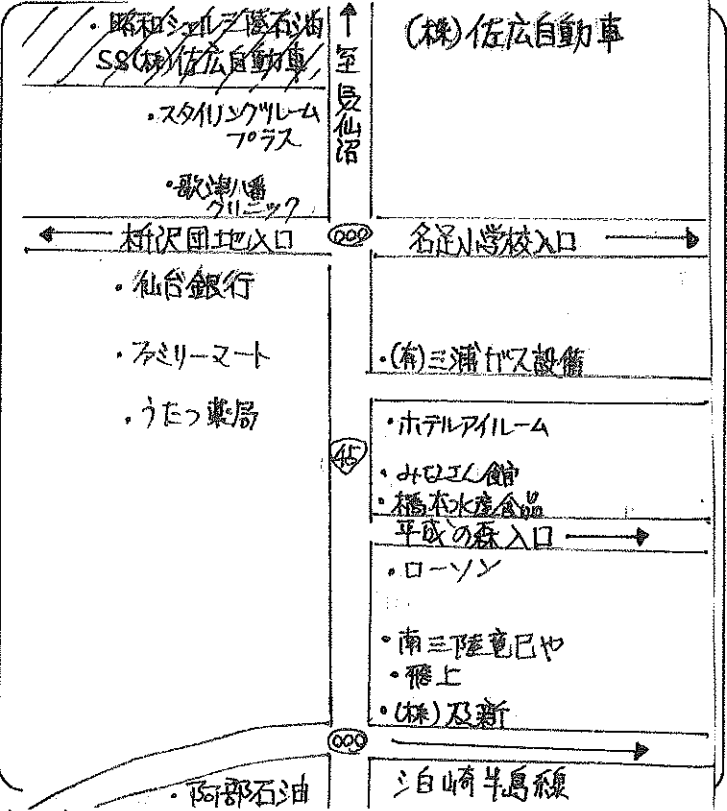 ・昭和シェル三陸石油
SS(株)佐広自動車
↑至気仙沼
(株)佐広自動車
・スタイリングルーム
プラス
・歌津八番
クリニック
← 枡沢団地入口
名足小学校入口 →
・仙台銀行
・ファミリーマート
・(有)三浦ガス設備
・うたつ薬局
・ホテルアイルーム
45
・みなさん館
・橋本水産食品
平成の森入口 →
・ローソン
・南三陸竜巳や
・飛上
・(株)及新
・阿部石油
泊崎半島線